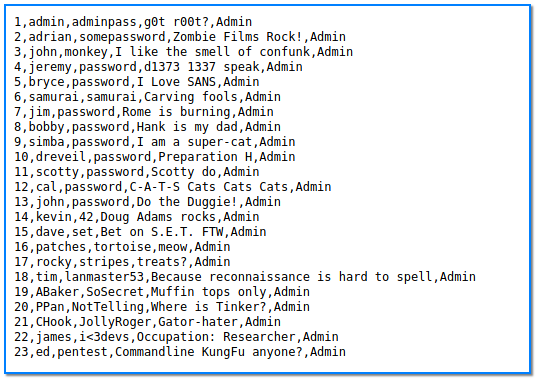 1,admin,adminpass,g0t r00t?,Admin
2,adrian,somepassword,Zombie Films Rock!,Admin
3,john,monkey,I like the smell of confunk,Admin
4,jeremy,password,d1373 1337 speak,Admin
5,bryce,password,I Love SANS,Admin
6,samurai,samurai,Carving fools,Admin
7,jim,password,Rome is burning,Admin
8,bobby,password,Hank is my dad,Admin
9,simba,password,I am a super-cat,Admin
10,dreveil,password,Preparation H,Admin
11,scotty,password,Scotty do,Admin
12,cal,password,C-A-T-S Cats Cats Cats,Admin
13,john,password,Do the Duggie!,Admin
14,kevin,42,Doug Adams rocks,Admin
15,dave,set,Bet on S.E.T. FTW,Admin
16,patches,tortoise,meow,Admin
17,rocky,stripes,treats?,Admin
18,tim,lanmaster53,Because reconnaissance is hard to spell,Admin
19,ABaker,SoSecret,Muffin tops only,Admin
20,PPan,NotTelling,Where is Tinker?,Admin
21,CHook,JollyRoger,Gator-hater,Admin
22,james,i<3devs,Occupation: Researcher,Admin
23,ed,pentest,Commandline KungFu anyone?,Admin